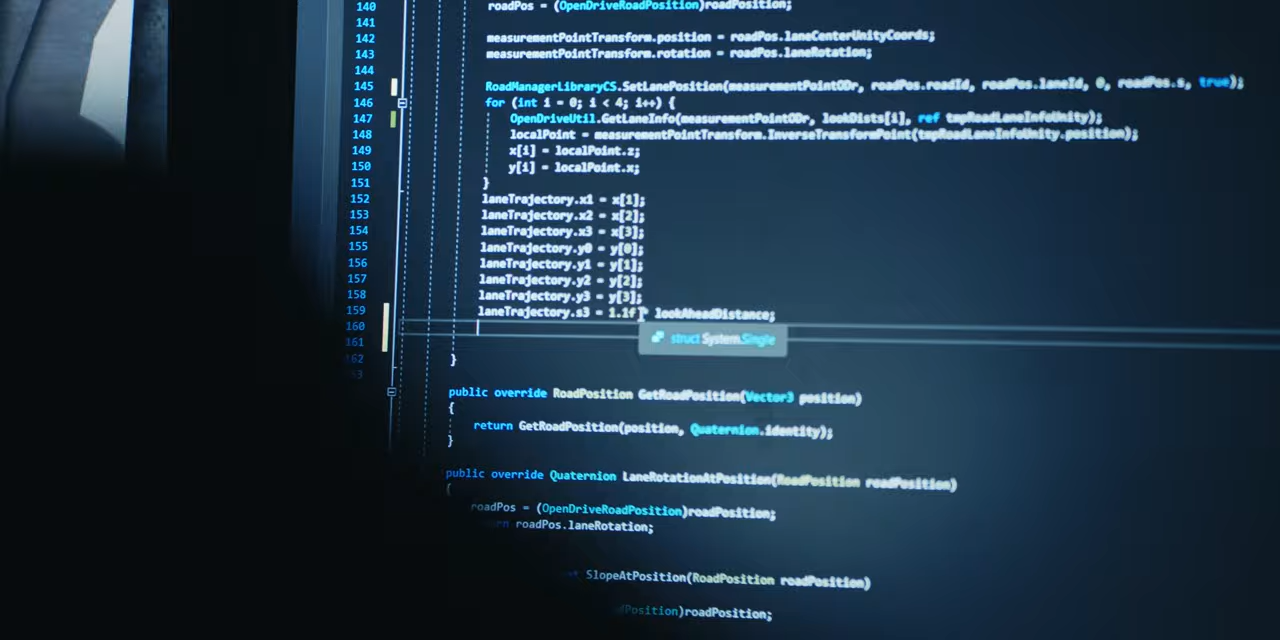 140 roadPos = (OpenDriveRoadPosition)roadPosition;
141
142 measurementPointTransform.position = roadPos.laneCenterUnityCoords;
143 measurementPointTransform.rotation = roadPos.laneRotation;
144
145 RoadManagerLibraryCS.SetLanePosition(measurementPointODr, roadPos.roadId, roadPos.laneId, 0, roadPos.s, true);
146 for (int i = 0; i < 4; i++) {
147 OpenDriveUtil.GetLaneInfo(measurementPointODr, lookDists[i], ref tmpRoadLaneInfoUnity);
148 localPoint = measurementPointTransform.InverseTransformPoint(tmpRoadLaneInfoUnity.position);
149 x[i] = localPoint.z;
150 y[i] = localPoint.x;
151 }
152 laneTrajectory.x1 = x[1];
153 laneTrajectory.x2 = x[2];
154 laneTrajectory.x3 = x[3];
155 laneTrajectory.y0 = y[0];
156 laneTrajectory.y1 = y[1];
157 laneTrajectory.y2 = y[2];
158 laneTrajectory.y3 = y[3];
159 laneTrajectory.s3 = 1.1f * lookAheadDistance;
160
struct System.Single
161
162 }
63
public override RoadPosition GetRoadPosition(Vector3 position)
{
return GetRoadPosition(position, Quaternion.identity);
}
public override Quaternion LaneRotationAtPosition(RoadPosition roadPosition)
{
roadPos = (OpenDriveRoadPosition)roadPosition;
roadPos.laneRotation;
SlopeAtPosition(RoadPosition roadPosition)
Position)roadPosition;